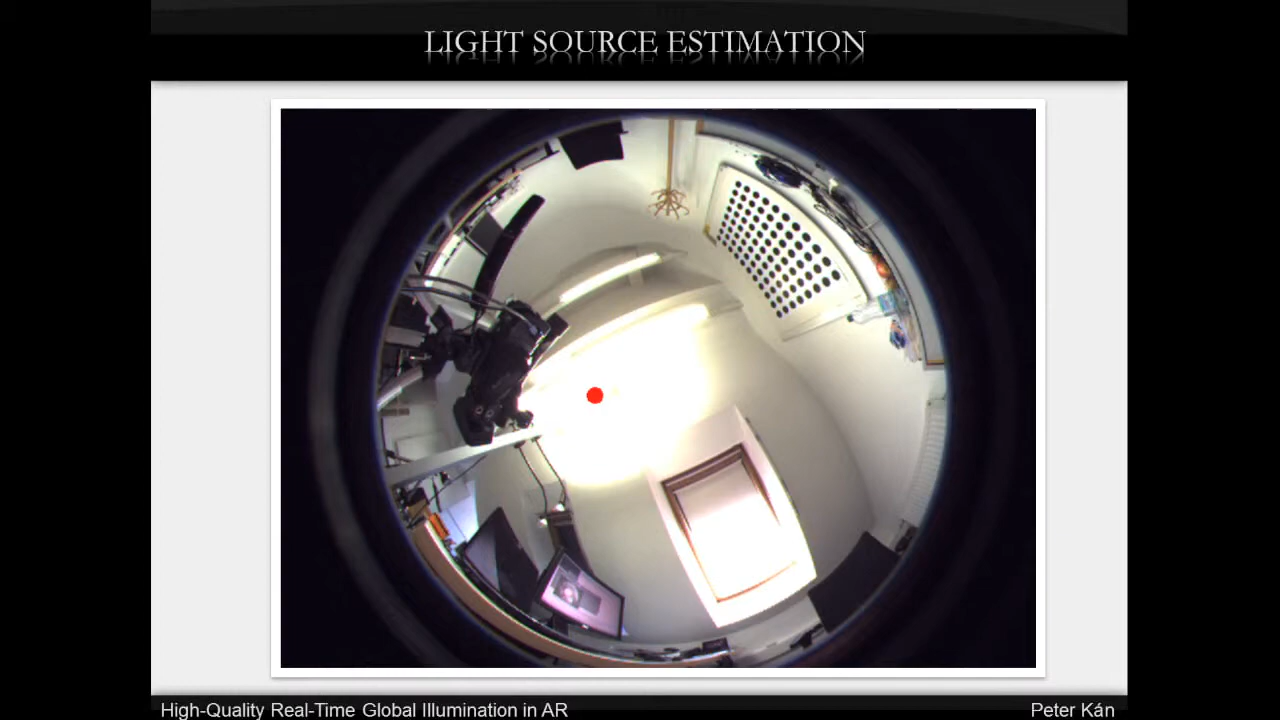 LIGHT SOURCE ESTIMATION
High-Quality Real-Time Global Illumination in AR
Peter Kán